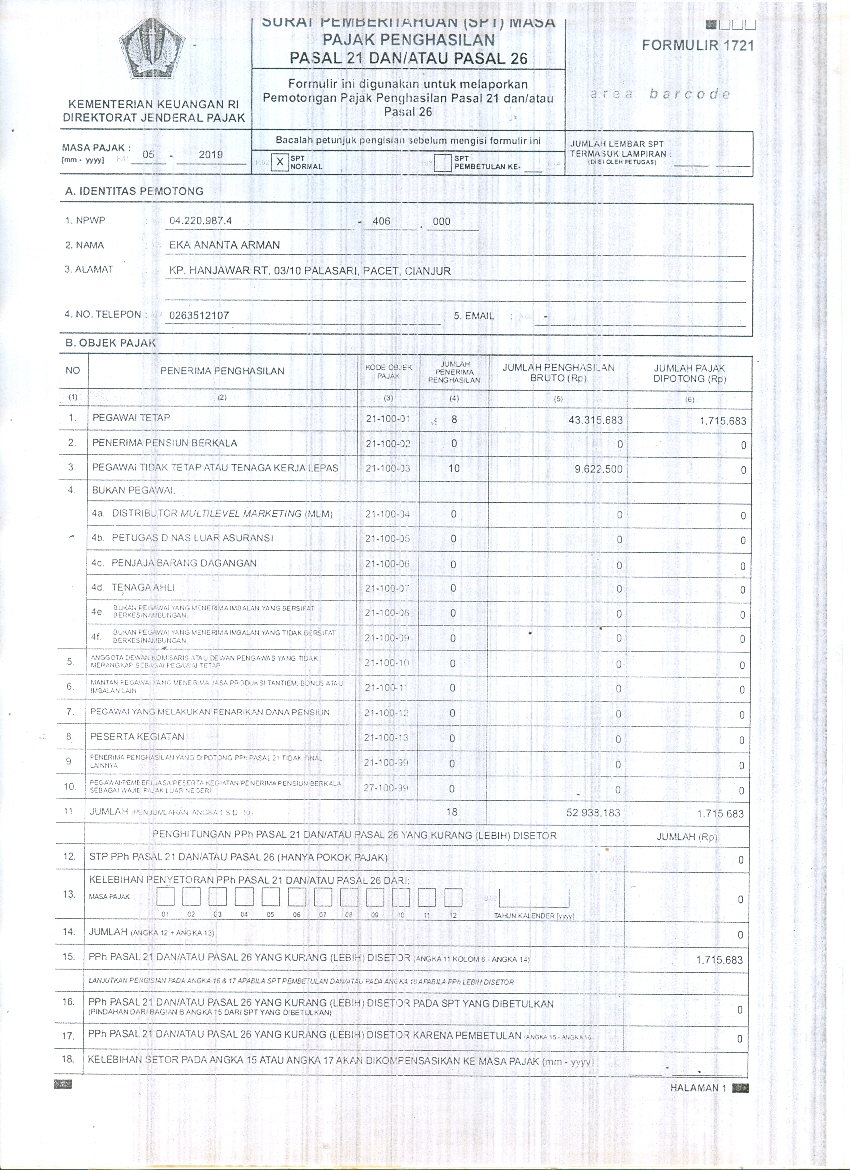 SURAT PEMBERITAHUAN (SPT) MASA
PAJAK PENGHASILAN
PASAL 21 DAN/ATAU PASAL 26
FORMULIR 1721
Formulir ini digunakan untuk melaporkan
Pemotongan Pajak Penghasilan Pasal 21 dan/atau
Pasal 26
area barcode
KEMENTERIAN KEUANGAN RI
DIREKTORAT JENDERAL PAJAK
MASA PAJAK :
[mm - yyyy] 05 - 2019
Bacalah petunjuk pengisian sebelum mengisi formulir ini
X SPT NORMAL
SPT PEMBETULAN KE-
JUMLAH LEMBAR SPT
TERMASUK LAMPIRAN :
(DIISI OLEH PETUGAS)
A. IDENTITAS PEMOTONG
1. NPWP : 04.220.987.4 - 406 . 000
2. NAMA : EKA ANANTA ARMAN
3. ALAMAT : KP. HANJAWAR RT, 03/10 PALASARI, PACET, CIANJUR
4. NO. TELEPON : 0263512107 5. EMAIL : -
B. OBJEK PAJAK
NO PENERIMA PENGHASILAN KODE OBJEK PAJAK JUMLAH PENERIMA PENGHASILAN JUMLAH PENGHASILAN BRUTO (Rp) JUMLAH PAJAK DIPOTONG (Rp)
(1) (2) (3) (4) (5) (6)
1. PEGAWAI TETAP 21-100-01 8 43.315.683 1.715.683
2. PENERIMA PENSIUN BERKALA 21-100-02 0 0 0
3 PEGAWAI TIDAK TETAP ATAU TENAGA KERJA LEPAS 21-100-03 10 9.622.500 0
4. BUKAN PEGAWAI:
4a. DISTRIBUTOR MULTILEVEL MARKETING (MLM) 21-100-04 0 0 0
4b. PETUGAS DINAS LUAR ASURANSI 21-100-05 0 0 0
4c. PENJAJA BARANG DAGANGAN 21-100-06 0 0 0
4d. TENAGA AHLI 21-100-07 0 0 0
4e BUKAN PEGAWAI YANG MENERIMA IMBALAN YANG BERSIFAT BERKESINAMBUNGAN 21-100-08 0 0 0
4f. BUKAN PEGAWAI YANG MENERIMA IMBALAN YANG TIDAK BERSIFAT BERKESINAMBUNGAN 21-100-09 0 0 0
5. ANGGOTA DEWAN KOMISARIS ATAU DEWAN PENGAWAS YANG TIDAK MERANGKAP SEBAGAI PEGAWAI TETAP 21-100-10 0 0 0
6. MANTAN PEGAWAI YANG MENERIMA JASA PRODUKSI TANTIEM, BONUS ATAU IMBALAN LAIN 21-100-11 0 0 0
7. PEGAWAI YANG MELAKUKAN PENARIKAN DANA PENSIUN 21-100-12 0 0 0
8 PESERTA KEGIATAN 21-100-13 0 0 0
9 PENERIMA PENGHASILAN YANG DIPOTONG PPh PASAL 21 TIDAK FINAL LAINNYA 21-100-99 0 0 0
10. PEGAWAI/PEMBERI JASA PESERTA KEGIATAN PENERIMA PENSIUN BERKALA SEBAGAI WAJIB PAJAK LUAR NEGERI 27-100-99 0 0 0
11 JUMLAH (PENJUMLAHAN ANGKA 1 S.D. 10) 18 52.938.183 1.715.683
PENGHITUNGAN PPh PASAL 21 DAN/ATAU PASAL 26 YANG KURANG (LEBIH) DISETOR JUMLAH (Rp)
12. STP PPh PASAL 21 DAN/ATAU PASAL 26 (HANYA POKOK PAJAK) 0
13. KELEBIHAN PENYETORAN PPh PASAL 21 DAN/ATAU PASAL 26 DARI:
MASA PAJAK 0
01 02 03 04 05 06 07 08 09 10 11 12 TAHUN KALENDER [yyyy]
14. JUMLAH (ANGKA 12 + ANGKA 13) 0
15. PPh PASAL 21 DAN/ATAU PASAL 26 YANG KURANG (LEBIH) DISETOR (ANGKA 11 KOLOM 6 - ANGKA 14) 1.715.683
LANJUTKAN PENGISIAN PADA ANGKA 16 & 17 APABILA SPT PEMBETULAN DAN/ATAU PADA ANGKA 18 APABILA PPh LEBIH DISETOR
16. PPh PASAL 21 DAN/ATAU PASAL 26 YANG KURANG (LEBIH) DISETOR PADA SPT YANG DIBETULKAN
(PINDAHAN DARI BAGIAN B ANGKA 15 DARI SPT YANG DIBETULKAN) 0
17. PPh PASAL 21 DAN/ATAU PASAL 26 YANG KURANG (LEBIH) DISETOR KARENA PEMBETULAN (ANGKA 15 - ANGKA 16) 0
18. KELEBIHAN SETOR PADA ANGKA 15 ATAU ANGKA 17 AKAN DIKOMPENSASIKAN KE MASA PAJAK (mm - yyyy) -
HALAMAN 1